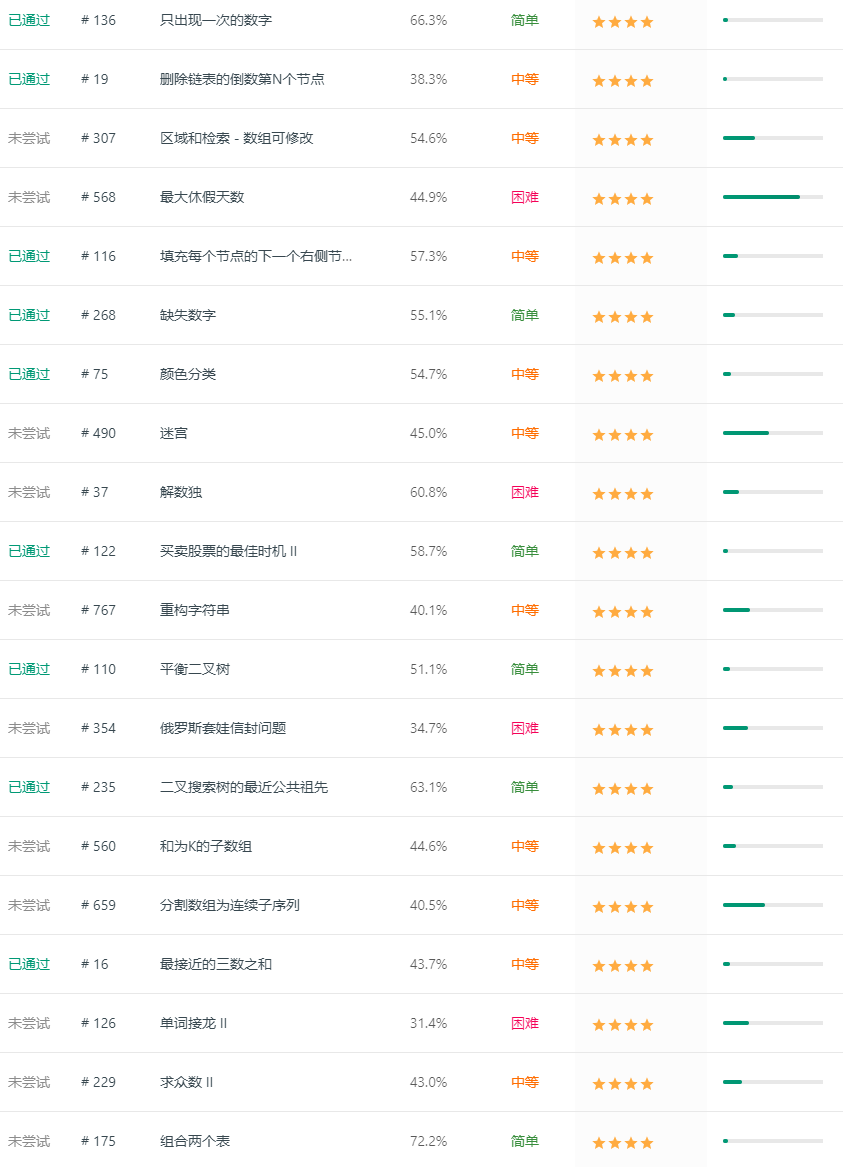 已通过 # 136 只出现一次的数字 66.3% 简单
已通过 # 19 删除链表的倒数第N个节点 38.3% 中等
未尝试 # 307 区域和检索 - 数组可修改 54.6% 中等
未尝试 # 568 最大休假天数 44.9% 困难
已通过 # 116 填充每个节点的下一个右侧节... 57.3% 中等
已通过 # 268 缺失数字 55.1% 简单
已通过 # 75 颜色分类 54.7% 中等
未尝试 # 490 迷宫 45.0% 中等
未尝试 # 37 解数独 60.8% 困难
已通过 # 122 买卖股票的最佳时机 II 58.7% 简单
未尝试 # 767 重构字符串 40.1% 中等
已通过 # 110 平衡二叉树 51.1% 简单
未尝试 # 354 俄罗斯套娃信封问题 34.7% 困难
已通过 # 235 二叉搜索树的最近公共祖先 63.1% 简单
未尝试 # 560 和为K的子数组 44.6% 中等
未尝试 # 659 分割数组为连续子序列 40.5% 中等
已通过 # 16 最接近的三数之和 43.7% 中等
未尝试 # 126 单词接龙 II 31.4% 困难
未尝试 # 229 求众数 II 43.0% 中等
未尝试 # 175 组合两个表 72.2% 简单